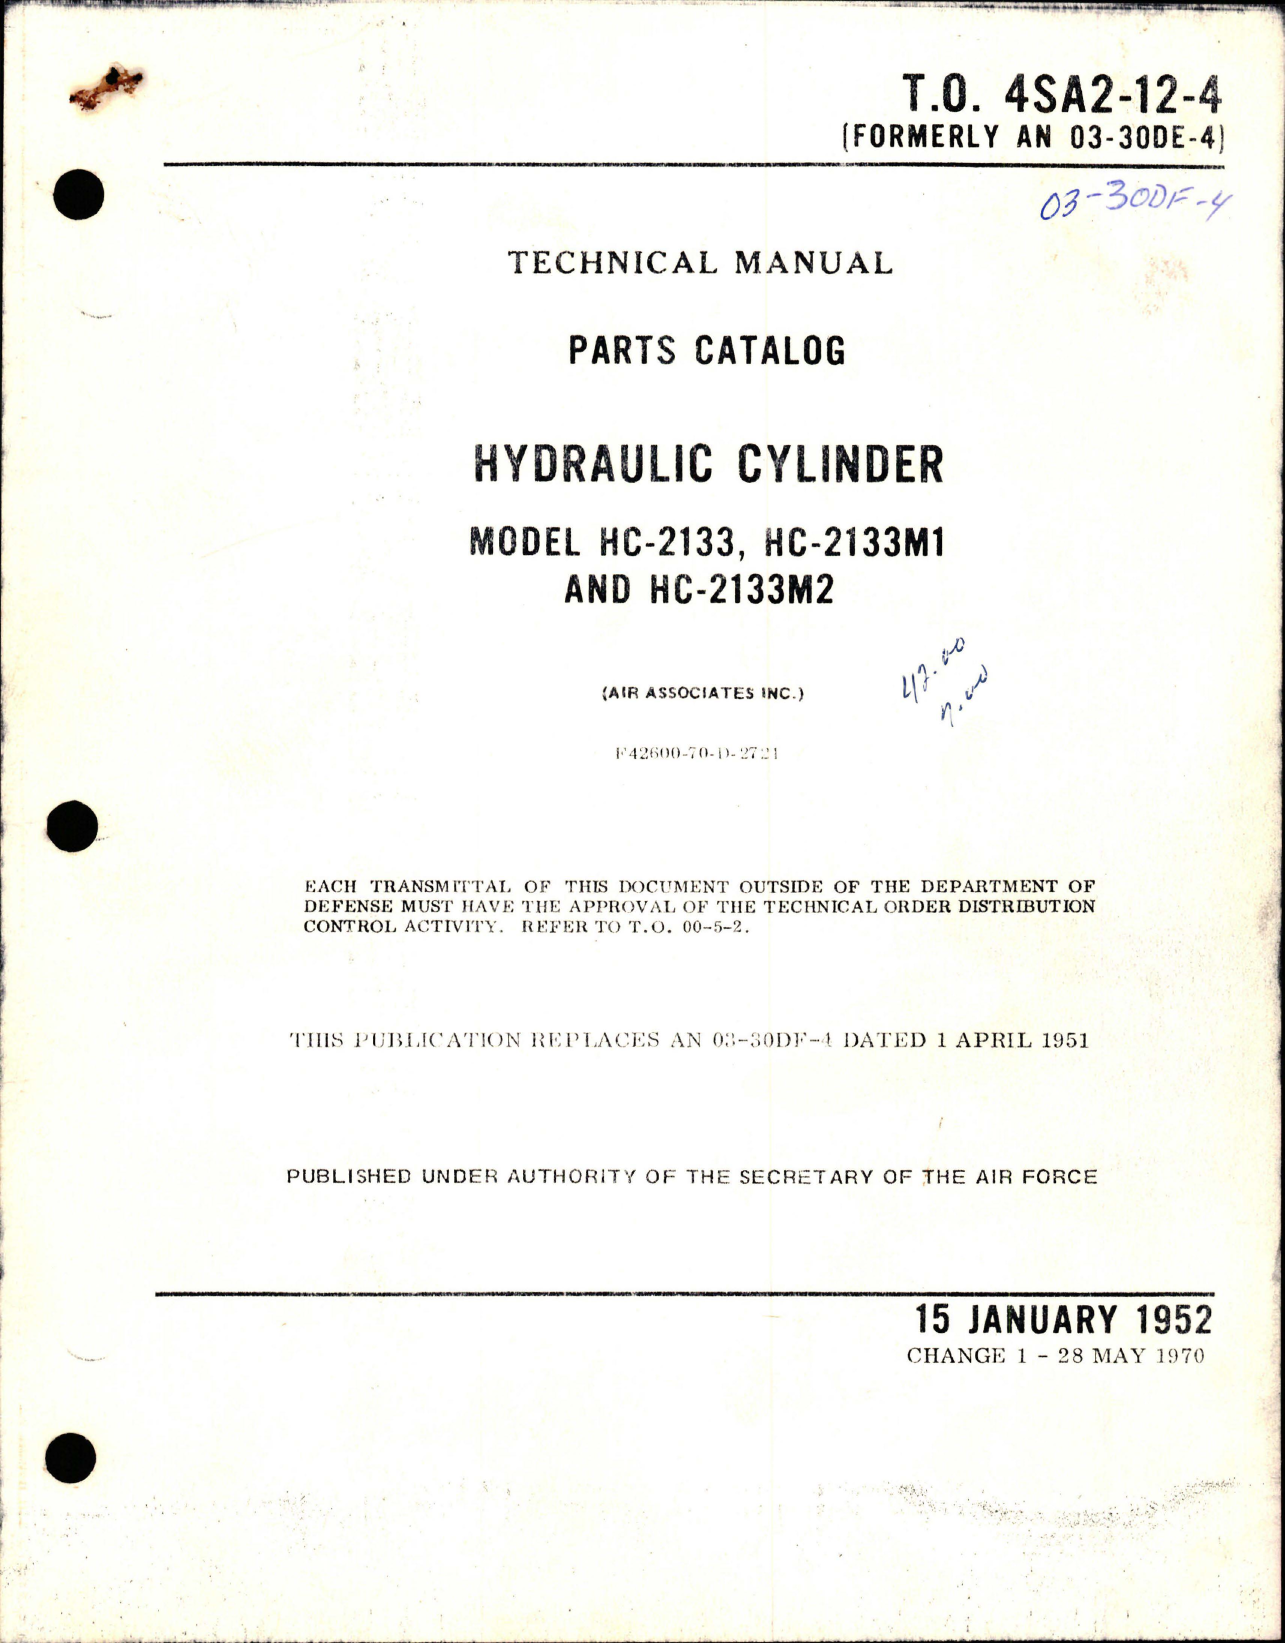 T.O. 4SA2-12-4
(FORMERLY AN 03-30DE-4)
03-30DF-4
TECHNICAL MANUAL
PARTS CATALOG
HYDRAULIC CYLINDER
MODEL HC-2133, HC-2133M1
AND HC-2133M2
(AIR ASSOCIATES INC.)
F42600-70-D-2721
EACH TRANSMITTAL OF THIS DOCUMENT OUTSIDE OF THE DEPARTMENT OF
DEFENSE MUST HAVE THE APPROVAL OF THE TECHNICAL ORDER DISTRIBUTION
CONTROL ACTIVITY. REFER TO T.O. 00-5-2.
THIS PUBLICATION REPLACES AN 03-30DF-4 DATED 1 APRIL 1951
PUBLISHED UNDER AUTHORITY OF THE SECRETARY OF THE AIR FORCE
15 JANUARY 1952
CHANGE 1 - 28 MAY 1970